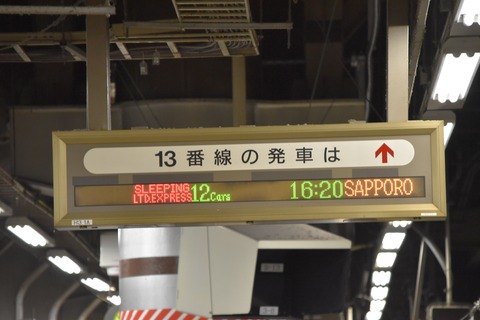 13番線の発車は
SLEEPING LTD.EXPRESS 12Cars 16:20 SAPPORO